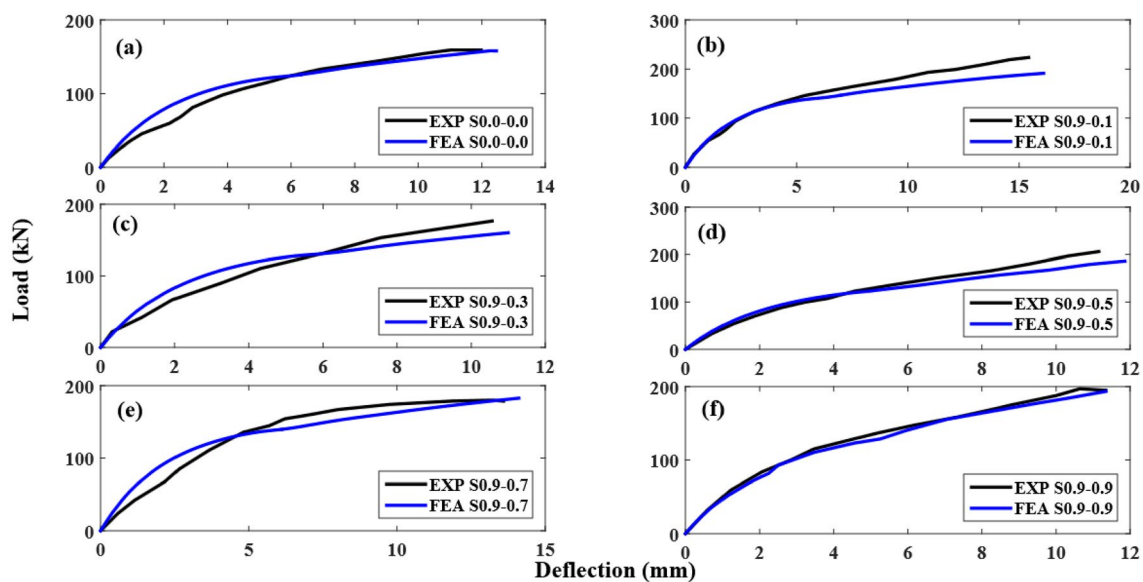 (a)
200
100
0
0 2 4 6 8 10 12 14
EXP S0.0-0.0
FEA S0.0-0.0
(b)
300
200
100
0
0 5 10 15 20
EXP S0.9-0.1
FEA S0.9-0.1
(c)
200
100
0
0 2 4 6 8 10 12
EXP S0.9-0.3
FEA S0.9-0.3
(d)
300
200
100
0
0 2 4 6 8 10 12
EXP S0.9-0.5
FEA S0.9-0.5
(e)
200
100
0
0 5 10 15
EXP S0.9-0.7
FEA S0.9-0.7
(f)
200
100
0
0 2 4 6 8 10 12
EXP S0.9-0.9
FEA S0.9-0.9
Load (kN)
Deflection (mm)